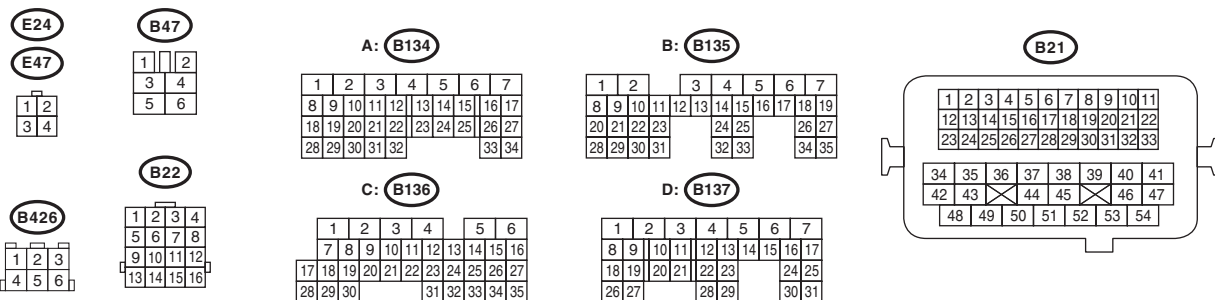 E24
E47
1 2
3 4
B47
1 2
3 4
5 6
B426
1 2 3
4 5 6
B22
1 2 3 4
5 6 7 8
9 10 11 12
13 14 15 16
A: B134
1 2 3 4 5 6 7
8 9 10 11 12 13 14 15 16 17
18 19 20 21 22 23 24 25 26 27
28 29 30 31 32 33 34
B: B135
1 2 3 4 5 6 7
8 9 10 11 12 13 14 15 16 17 18 19
20 21 22 23 24 25 26 27
28 29 30 31 32 33 34 35
C: B136
1 2 3 4 5 6
7 8 9 10 11 12 13 14 15 16
17 18 19 20 21 22 23 24 25 26 27
28 29 30 31 32 33 34 35
D: B137
1 2 3 4 5 6 7
8 9 10 11 12 13 14 15 16 17
18 19 20 21 22 23 24 25
26 27 28 29 30 31
B21
1 2 3 4 5 6 7 8 9 10 11
12 13 14 15 16 17 18 19 20 21 22
23 24 25 26 27 28 29 30 31 32 33
34 35 36 37 38 39 40 41
42 43 44 45 46 47
48 49 50 51 52 53 54